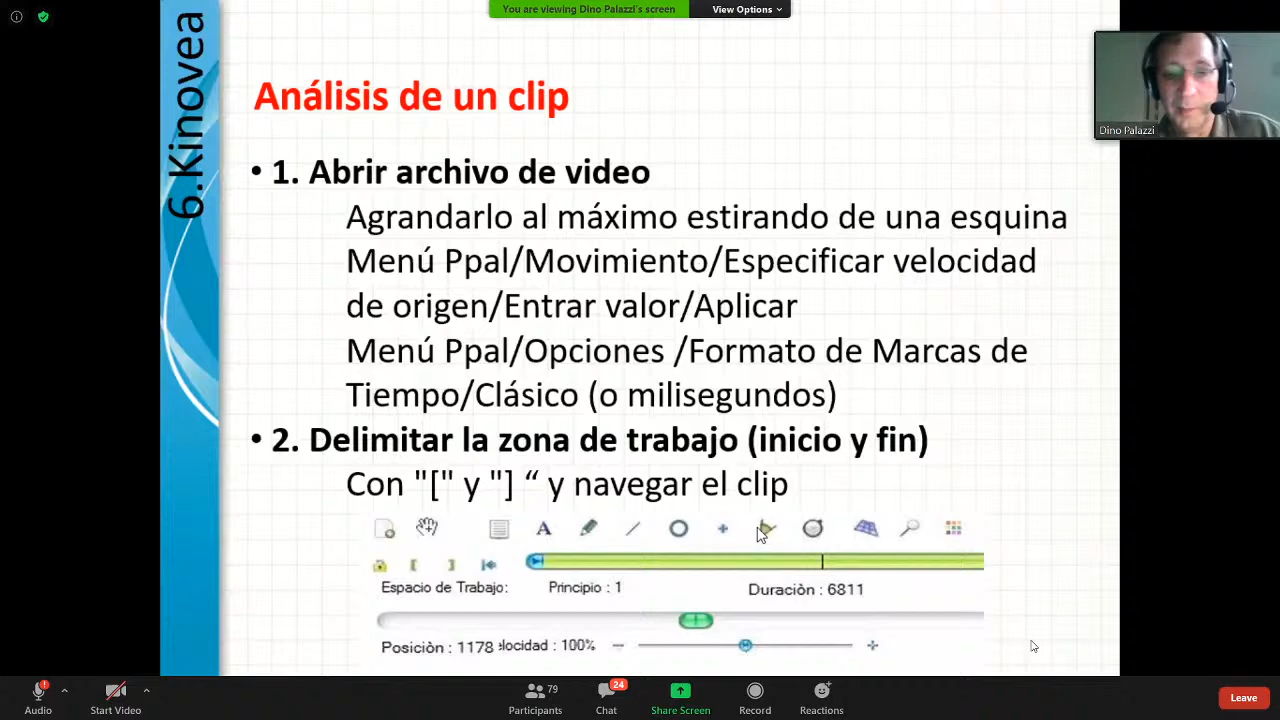 You are viewing Dino Palazzi's screen
View Options
6.Kinovea
Análisis de un clip
• 1. Abrir archivo de video
Agrandarlo al máximo estirando de una esquina
Menú Ppal/Movimiento/Especificar velocidad
de origen/Entrar valor/Aplicar
Menú Ppal/Opciones /Formato de Marcas de
Tiempo/Clásico (o milisegundos)
• 2. Delimitar la zona de trabajo (inicio y fin)
Con "[" y "] “ y navegar el clip
A
Espacio de Trabajo: Principio : 1 Duraciòn : 6811
Posiciòn : 1178 elocidad : 100%
Dino Palazzi
Audio
Start Video
79
Participants
24
Chat
Share Screen
Record
Reactions
Leave